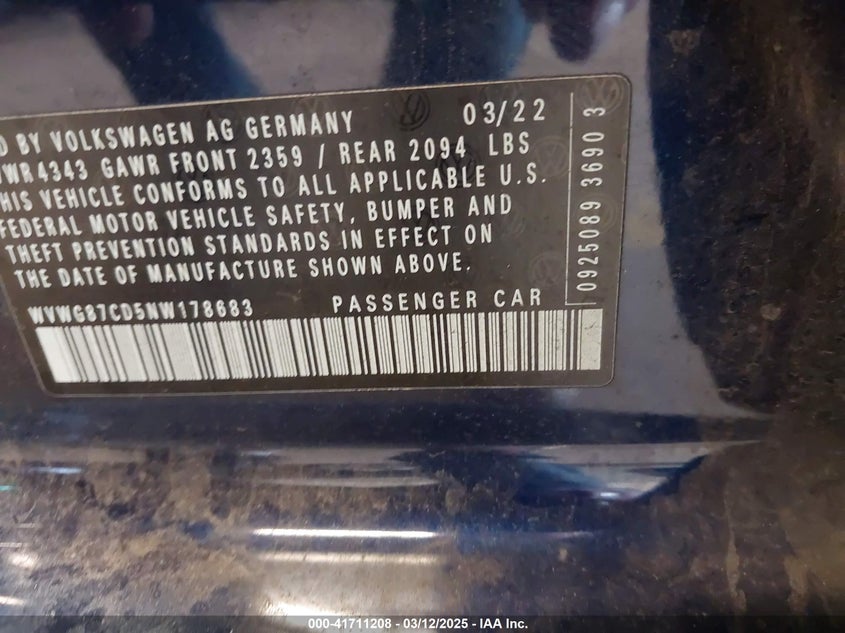 D BY VOLKSWAGEN AG GERMANY 03/22
VWR 4343 GAWR FRONT 2359 / REAR 2094 LBS
HIS VEHICLE CONFORMS TO ALL APPLICABLE U.S.
FEDERAL MOTOR VEHICLE SAFETY, BUMPER AND
THEFT PREVENTION STANDARDS IN EFFECT ON
THE DATE OF MANUFACTURE SHOWN ABOVE.
WVWG87CD5NW178683 PASSENGER CAR
0925089 3690 3
000-41711208 - 03/12/2025 - IAA Inc.